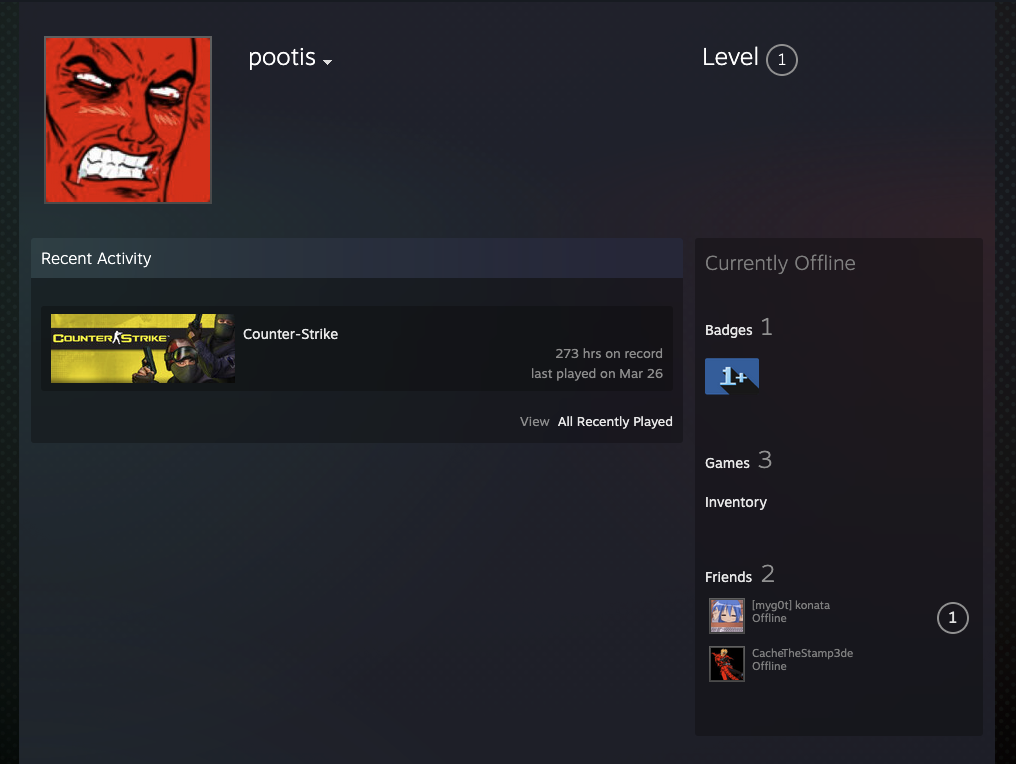 pootis
Level 1
Recent Activity
COUNTER STRIKE
Counter-Strike
273 hrs on record
last played on Mar 26
View All Recently Played
Currently Offline
Badges 1
1+
Games 3
Inventory
Friends 2
[myg0t] konata
Offline
1
CacheTheStamp3de
Offline